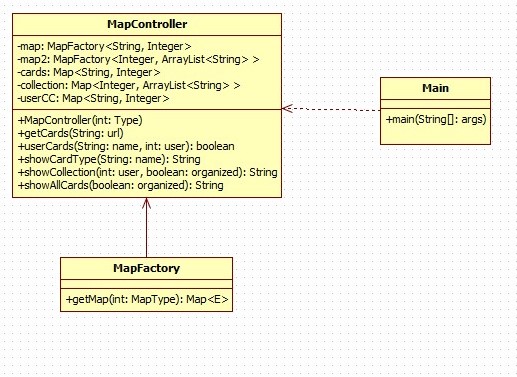 MapController
-map: MapFactory<String, Integer>
-map2: MapFactory<Integer, ArrayList<String> >
-cards: Map<String, Integer>
-collection: Map<Integer, ArrayList<String> >
-userCC: Map<String, Integer>
+MapController(int: Type)
+getCards(String: url)
+userCards(String: name, int: user): boolean
+showCardType(String: name): String
+showCollection(int: user, boolean: organized): String
+showAllCards(boolean: organized): String
Main
+main(String[]: args)
MapFactory
+getMap(int: MapType): Map<E>